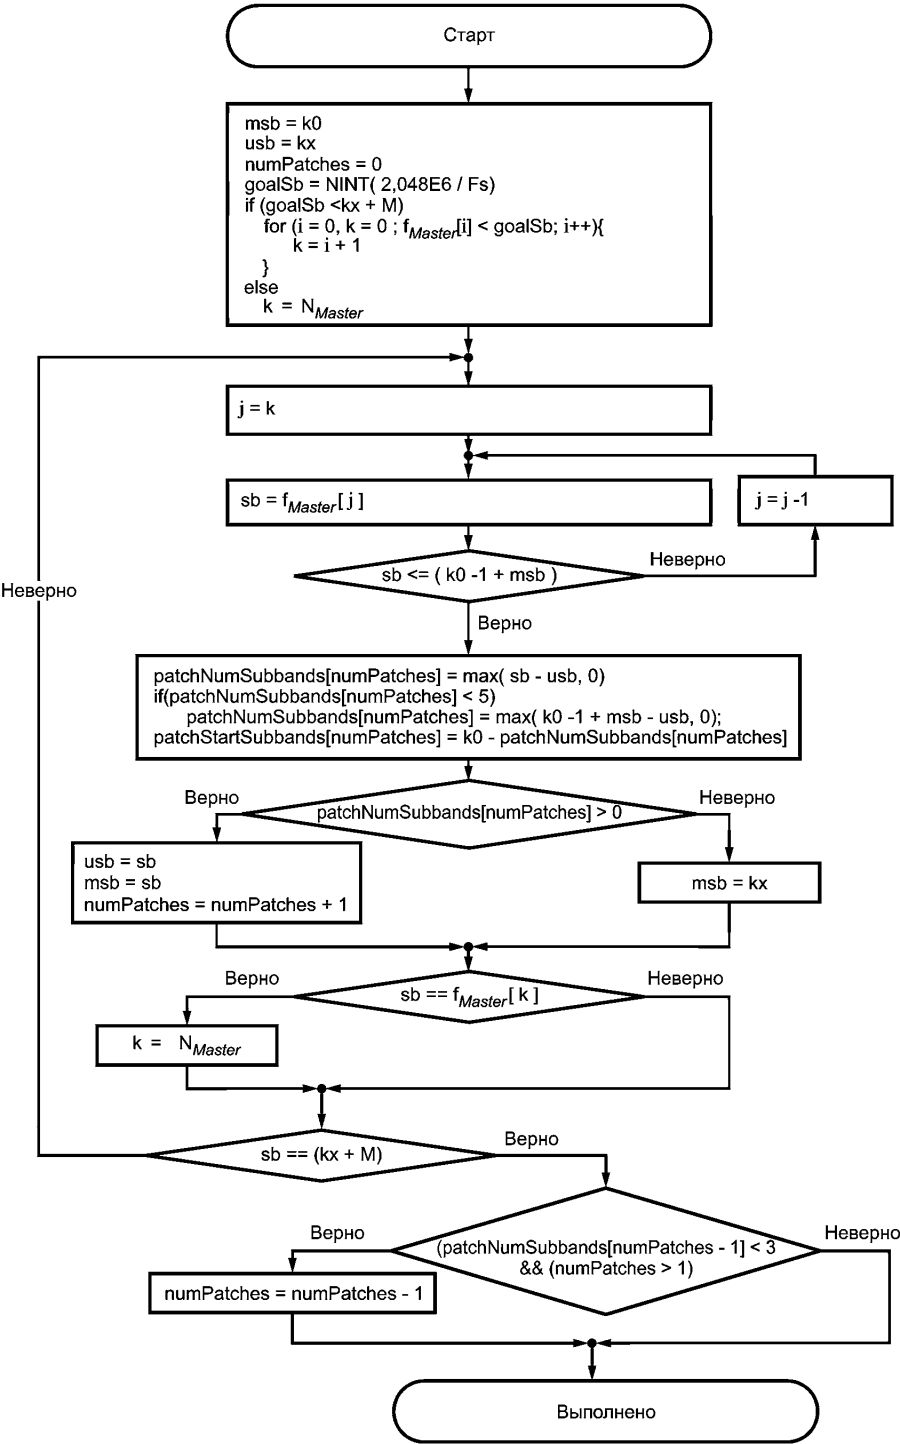 Старт
msb = k0
usb = kx
numPatches = 0
goalSb = NINT( 2,048E6 / Fs)
if (goalSb <kx + M)
for (i = 0, k = 0 ; fMaster[i] < goalSb; i++){
k = i + 1
}
else
k = NMaster
j = k
sb = fMaster[ j ]
j = j -1
sb <= ( k0 -1 + msb )
Неверно
Неверно
Верно
patchNumSubbands[numPatches] = max( sb - usb, 0)
if(patchNumSubbands[numPatches] < 5)
patchNumSubbands[numPatches] = max( k0 -1 + msb - usb, 0);
patchStartSubbands[numPatches] = k0 - patchNumSubbands[numPatches]
Верно
Неверно
patchNumSubbands[numPatches] > 0
usb = sb
msb = sb
numPatches = numPatches + 1
msb = kx
Верно
Неверно
sb == fMaster[ k ]
k = NMaster
Верно
sb == (kx + M)
Верно
Неверно
(patchNumSubbands[numPatches - 1] < 3
&& (numPatches > 1)
numPatches = numPatches - 1
Выполнено